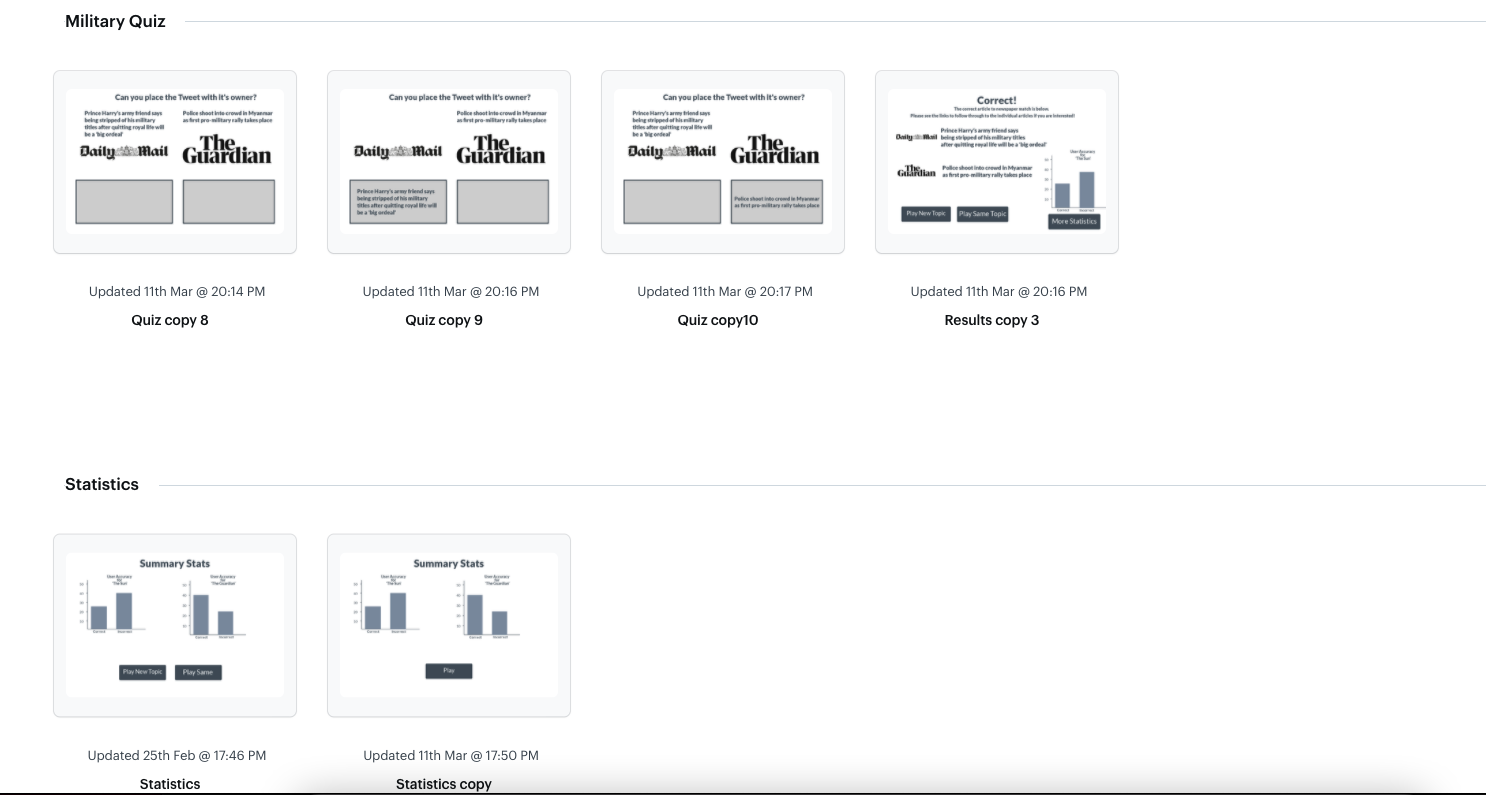 Military Quiz
Can you place the Tweet with it's owner?
Prince Harry's army friend says
being stripped of his military
titles after quitting royal life will
be a 'big ordeal'
Police shoot into crowd in Myanmar
as first pro-military rally takes place
Daily Mail
The
Guardian
Can you place the Tweet with it's owner?
Police shoot into crowd in Myanmar
as first pro-military rally takes place
Daily Mail
The
Guardian
Prince Harry's army friend says
being stripped of his military
titles after quitting royal life will
be a 'big ordeal'
Can you place the Tweet with it's owner?
Prince Harry's army friend says
being stripped of his military
titles after quitting royal life will
be a 'big ordeal'
Daily Mail
The
Guardian
Police shoot into crowd in Myanmar
as first pro-military rally takes place
Correct!
The correct article to newspaper match is below.
Please use the links to follow through to the individual articles if you are interested!
Daily Mail
Prince Harry's army friend says
being stripped of his military titles
after quitting royal life will be a 'big ordeal'
The
Guardian
Police shoot into crowd in Myanmar
as first pro-military rally takes place
User Accuracy
for
'The Sun'
Correct Incorrect
Play New Topic
Play Same Topic
More Statistics
Updated 11th Mar @ 20:14 PM
Quiz copy 8
Updated 11th Mar @ 20:16 PM
Quiz copy 9
Updated 11th Mar @ 20:17 PM
Quiz copy10
Updated 11th Mar @ 20:16 PM
Results copy 3
Statistics
Summary Stats
User Accuracy
for
'The Sun'
Correct Incorrect
User Accuracy
for
'The Guardian'
Correct Incorrect
Play New Topic
Play Same
Summary Stats
User Accuracy
for
'The Sun'
Correct Incorrect
User Accuracy
for
'The Guardian'
Correct Incorrect
Play
Updated 25th Feb @ 17:46 PM
Statistics
Updated 11th Mar @ 17:50 PM
Statistics copy